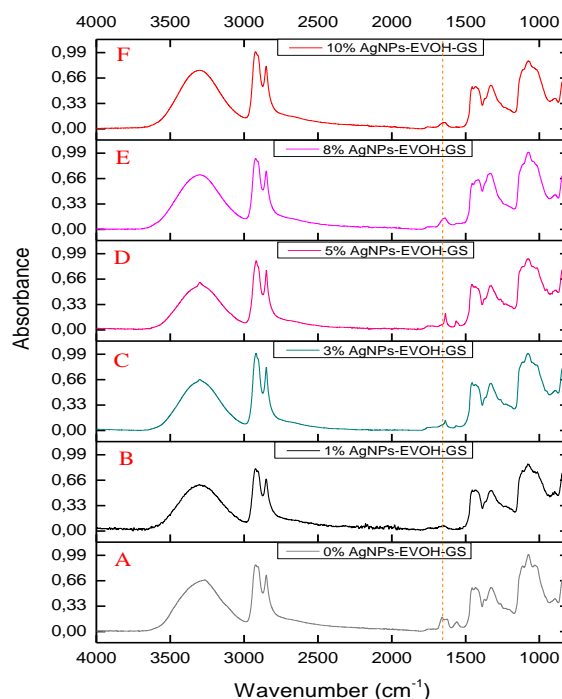 4000 3500 3000 2500 2000 1500 1000
F
10% AgNPs-EVOH-GS
0,99
0,66
0,33
0,00
E
8% AgNPs-EVOH-GS
0,99
0,66
0,33
0,00
D
5% AgNPs-EVOH-GS
0,99
0,66
0,33
0,00
C
3% AgNPs-EVOH-GS
0,99
0,66
0,33
0,00
B
1% AgNPs-EVOH-GS
0,99
0,66
0,33
0,00
A
0% AgNPs-EVOH-GS
0,99
0,66
0,33
0,00
Absorbance
4000 3500 3000 2500 2000 1500 1000
Wavenumber (cm⁻¹)